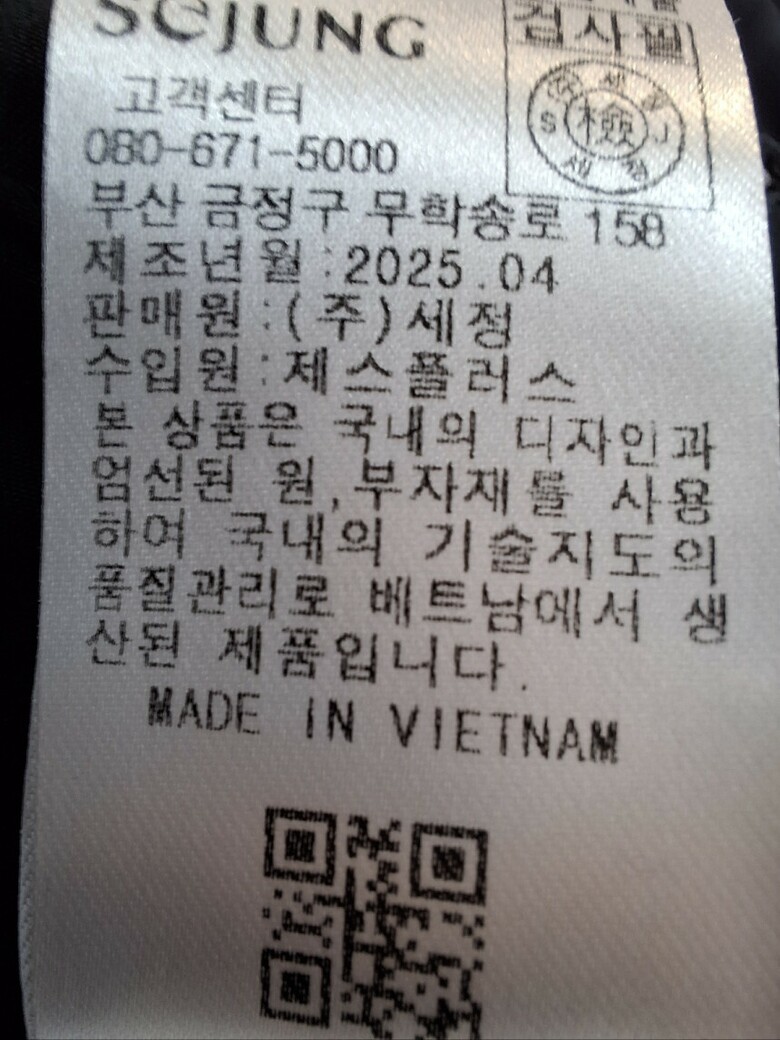 SeJUNG
검사필
고객센터
檢
S
J
080-671-5000
부산 금정구 무학송로 158
제조년월:2025.04
판매원:(주)세정
수입원:제스플러스
본 상품은 국내의 디자인과
엄선된 원,부자재를 사용
하여 국내의 기술지도의
품질관리로 베트남에서 생
산된 제품입니다.
MADE IN VIETNAM